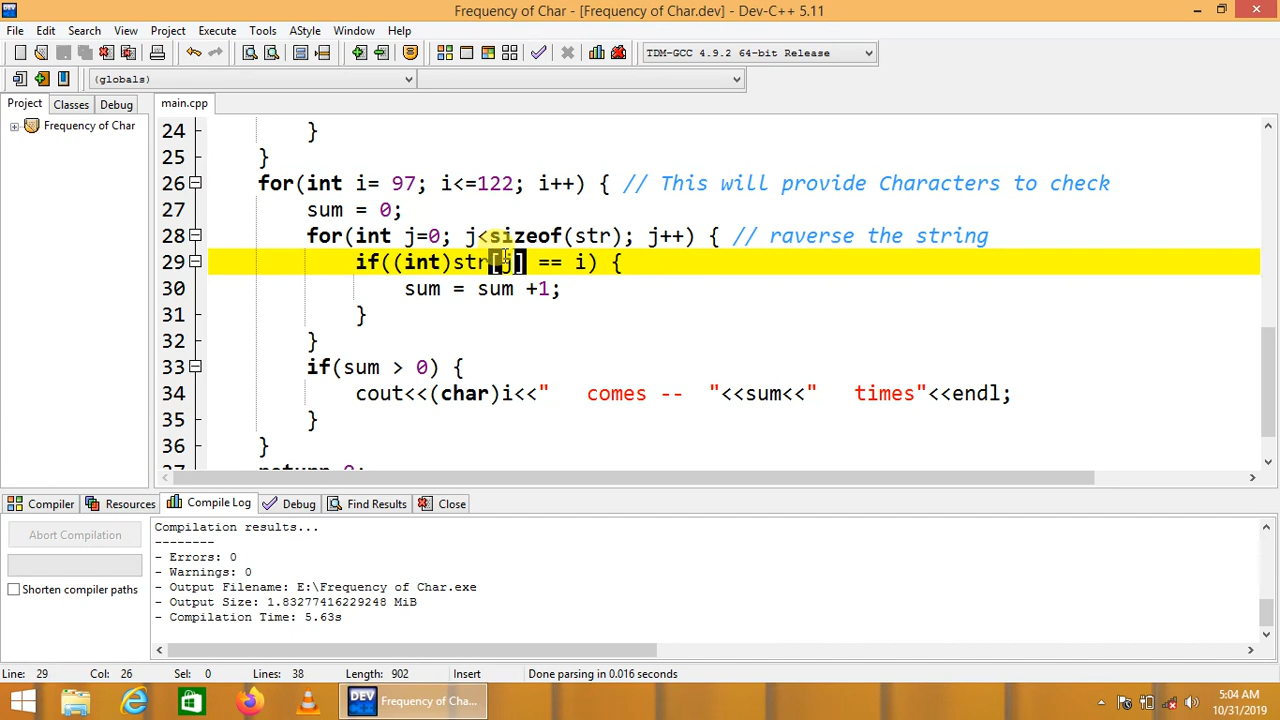 Frequency of Char - [Frequency of Char.dev] - Dev-C++ 5.11
File Edit Search View Project Execute Tools AStyle Window Help
TDM-GCC 4.9.2 64-bit Release
(globals)
Project Classes Debug
main.cpp
Frequency of Char
24 }
25 }
26 for(int i= 97; i<=122; i++) { // This will provide Characters to check
27 sum = 0;
28 for(int j=0; j<sizeof(str); j++) { // raverse the string
29 if((int)str[j] == i) {
30 sum = sum +1;
31 }
32 }
33 if(sum > 0) {
34 cout<<(char)i<<"   comes --  "<<sum<<"   times"<<endl;
35 }
36 }
37 return 0;
Compiler Resources Compile Log Debug Find Results Close
Abort Compilation
Shorten compiler paths
Compilation results...
--------
- Errors: 0
- Warnings: 0
- Output Filename: E:\Frequency of Char.exe
- Output Size: 1.83277416229248 MiB
- Compilation Time: 5.63s
Line: 29 Col: 26 Sel: 0 Lines: 38 Length: 902 Insert Done parsing in 0.016 seconds
DEV Frequency of Cha...
5:04 AM
10/31/2019